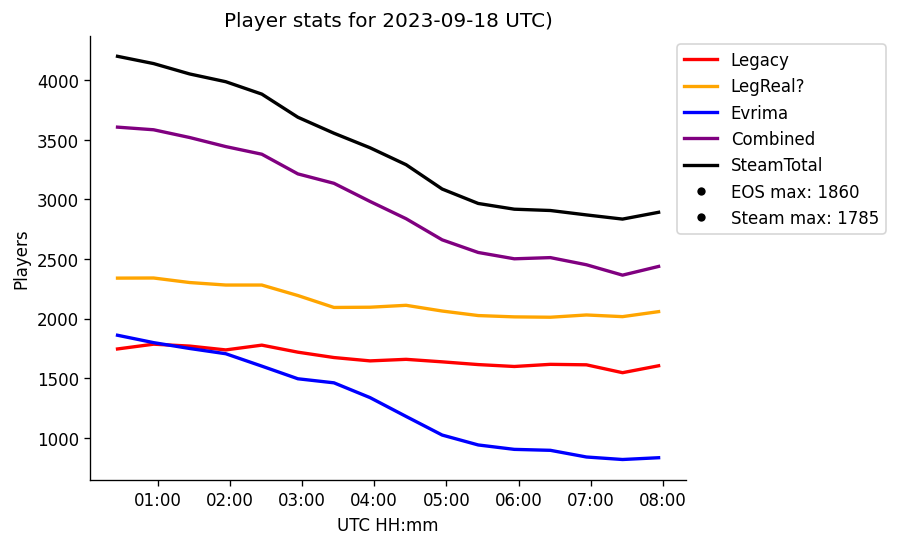 Player stats for 2023-09-18 UTC)
Legacy
LegReal?
Evrima
Combined
SteamTotal
EOS max: 1860
Steam max: 1785
Players
4000
3500
3000
2500
2000
1500
1000
01:00 02:00 03:00 04:00 05:00 06:00 07:00 08:00
UTC HH:mm